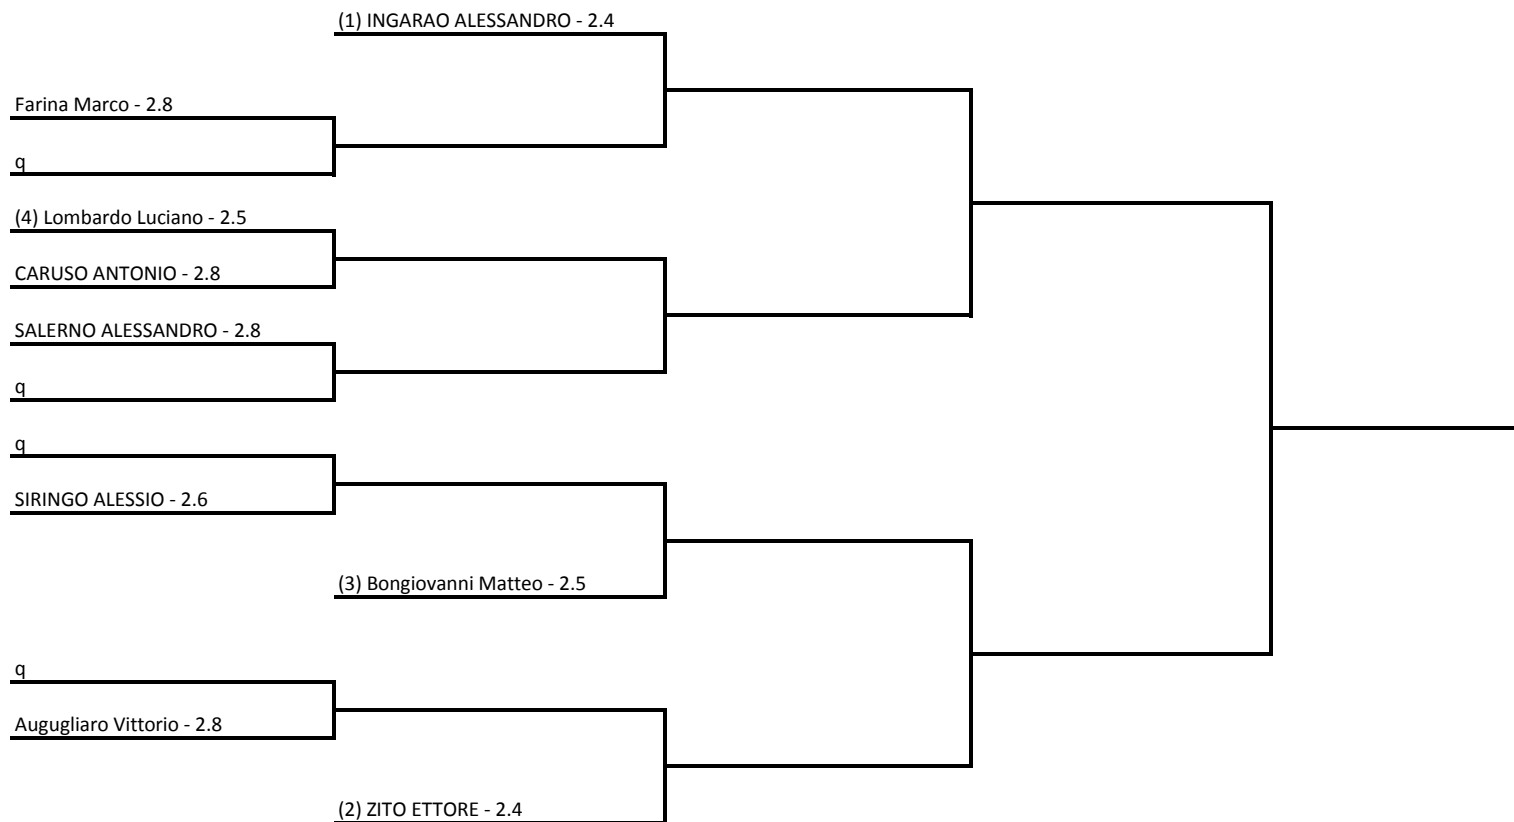 (1) INGARAO ALESSANDRO - 2.4
Farina Marco - 2.8
q
(4) Lombardo Luciano - 2.5
CARUSO ANTONIO - 2.8
SALERNO ALESSANDRO - 2.8
q
q
SIRINGO ALESSIO - 2.6
(3) Bongiovanni Matteo - 2.5
q
Augugliaro Vittorio - 2.8
(2) ZITO ETTORE - 2.4